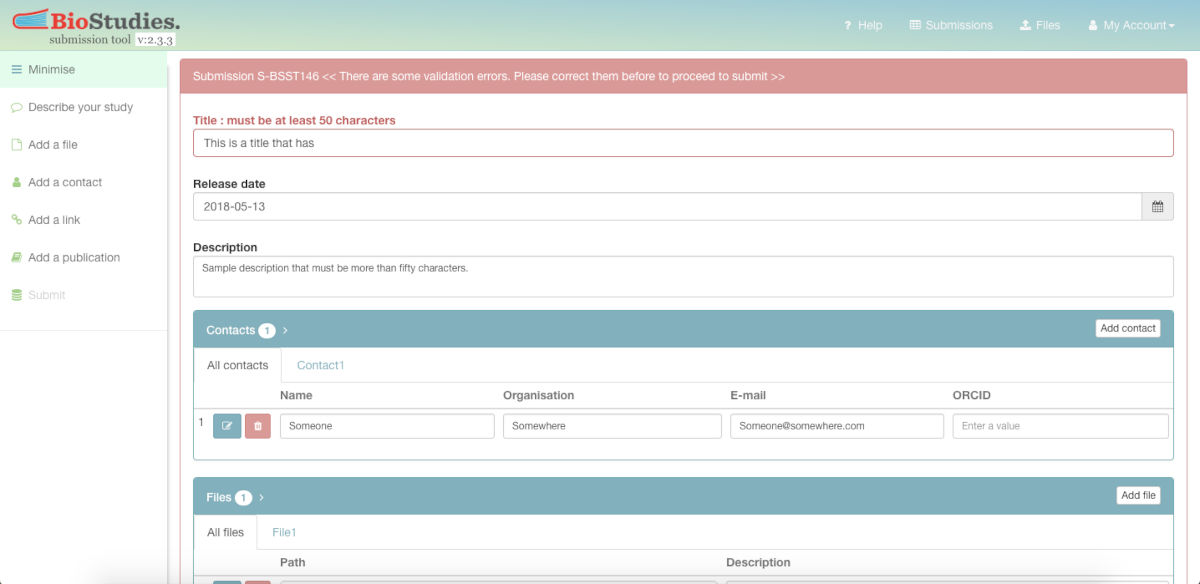 BioStudies.
submission tool v:2.3.3
? Help Submissions Files My Account
Minimise
Describe your study
Add a file
Add a contact
Add a link
Add a publication
Submit
Submission S-BSST146 << There are some validation errors. Please correct them before to proceed to submit >>
Title : must be at least 50 characters
This is a title that has
Release date
2018-05-13
Description
Sample description that must be more than fifty characters.
Contacts 1 >
Add contact
All contacts Contact1
Name Organisation E-mail ORCID
1 Someone Somewhere Someone@somewhere.com Enter a value
Files 1 >
Add file
All files File1
Path Description